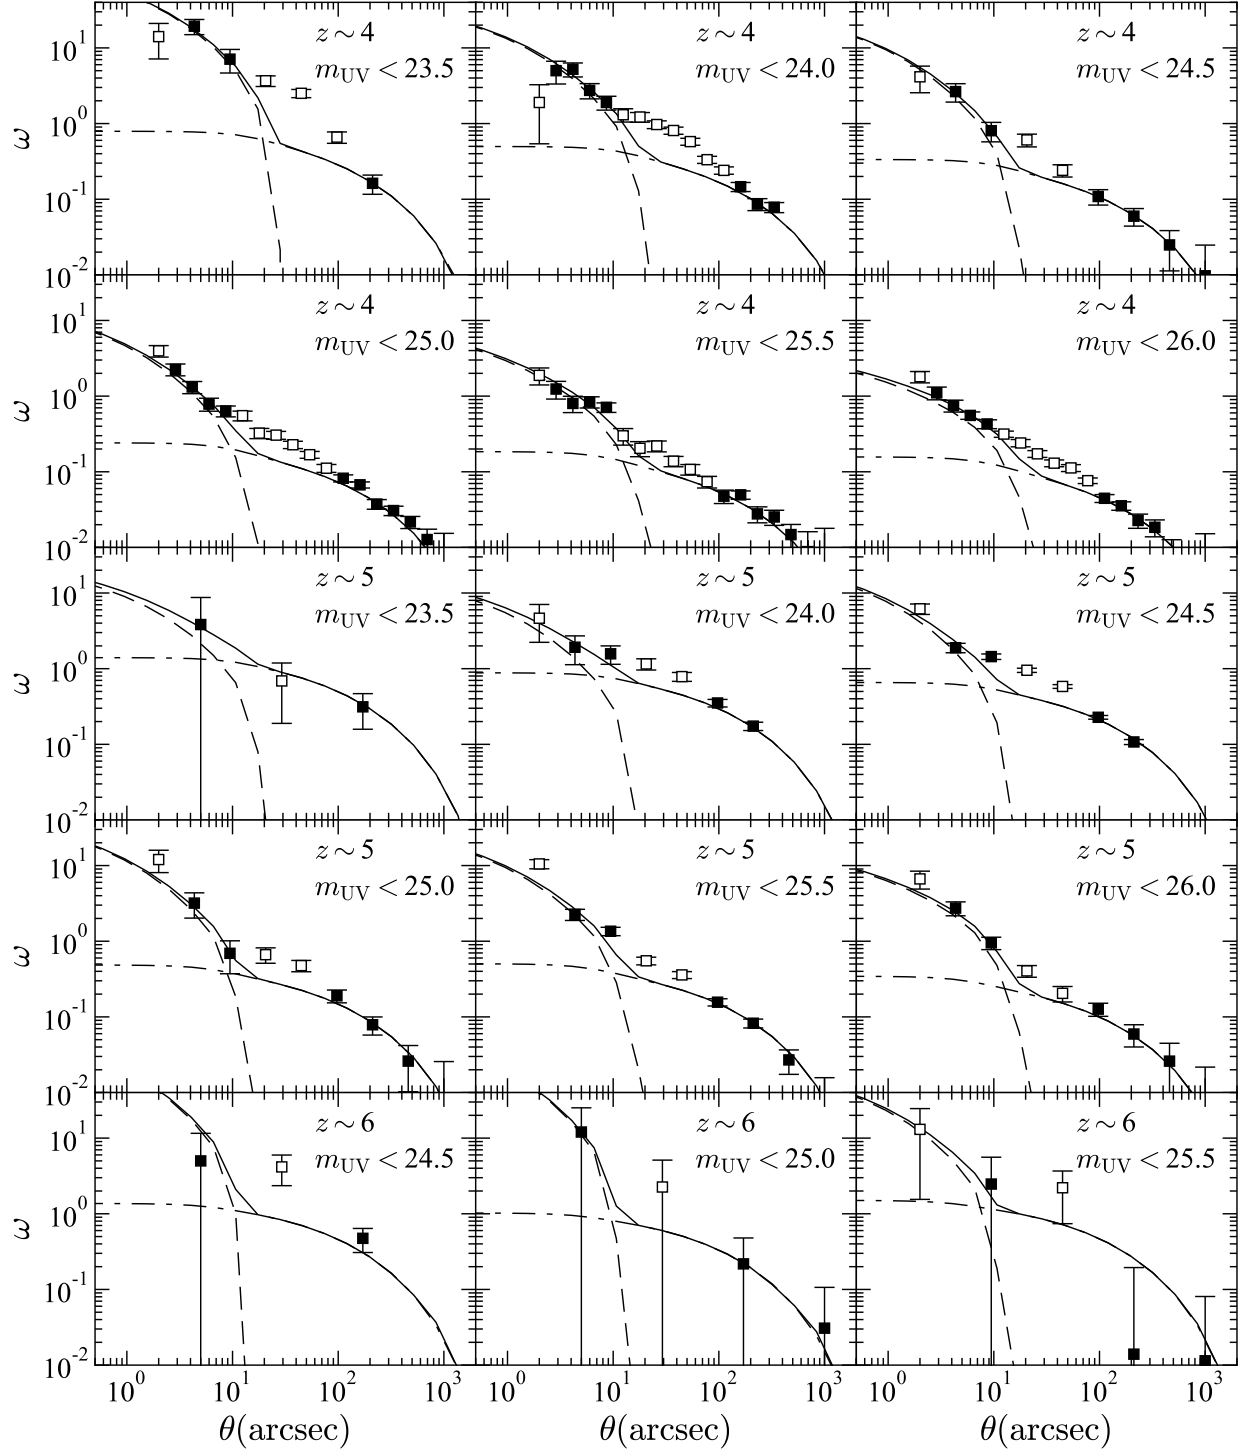 ω
10^1
10^0
10^-1
10^-2
z ~ 4
m_UV < 23.5
z ~ 4
m_UV < 24.0
z ~ 4
m_UV < 24.5
ω
10^1
10^0
10^-1
10^-2
z ~ 4
m_UV < 25.0
z ~ 4
m_UV < 25.5
z ~ 4
m_UV < 26.0
ω
10^1
10^0
10^-1
10^-2
z ~ 5
m_UV < 23.5
z ~ 5
m_UV < 24.0
z ~ 5
m_UV < 24.5
ω
10^1
10^0
10^-1
10^-2
z ~ 5
m_UV < 25.0
z ~ 5
m_UV < 25.5
z ~ 5
m_UV < 26.0
ω
10^1
10^0
10^-1
10^-2
z ~ 6
m_UV < 24.5
z ~ 6
m_UV < 25.0
z ~ 6
m_UV < 25.5
10^0 10^1 10^2 10^3
10^0 10^1 10^2 10^3
10^0 10^1 10^2 10^3
θ(arcsec)
θ(arcsec)
θ(arcsec)